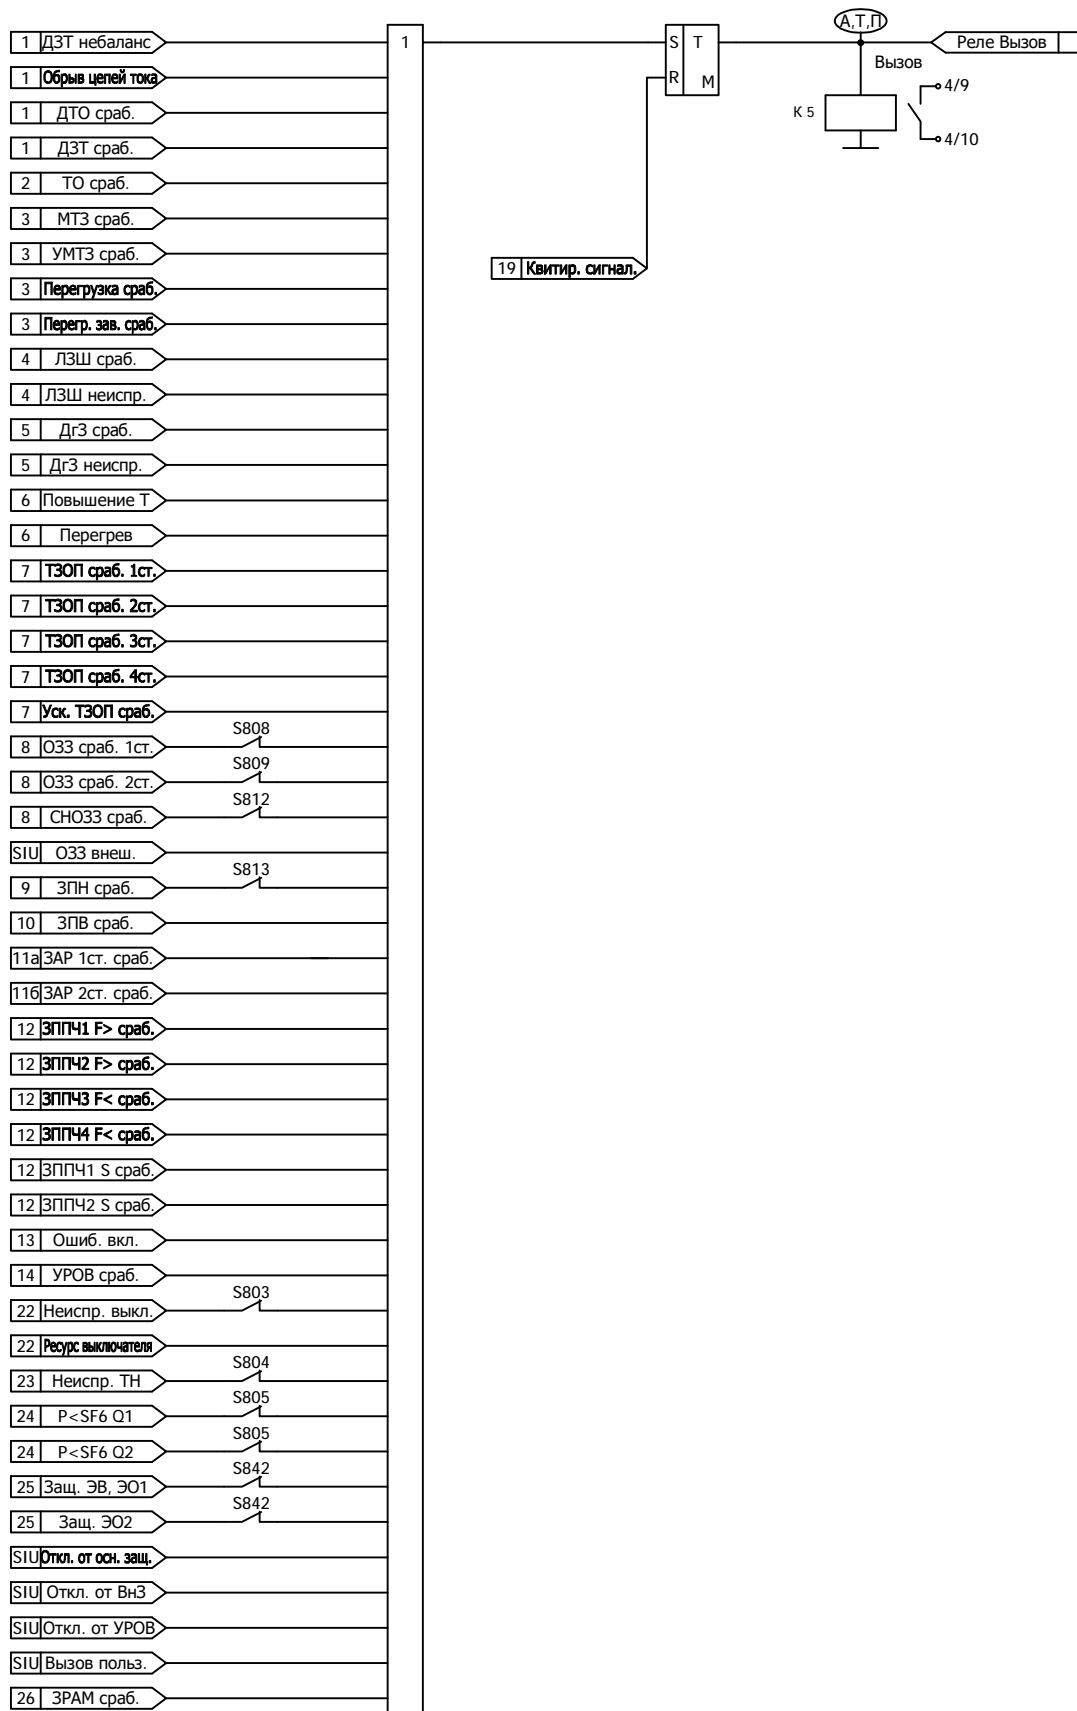 А,Т,П
1 ДЗТ небаланс 1 S T Реле Вызов
Вызов
1 Обрыв цепей тока R M
4/9
1 ДТО сраб. К 5
4/10
1 ДЗТ сраб.
2 ТО сраб.
3 МТЗ сраб.
3 УМТЗ сраб.
19 Квитир. сигнал.
3 Перегрузка сраб.
3 Перегр. зав. сраб.
4 ЛЗШ сраб.
4 ЛЗШ неиспр.
5 ДгЗ сраб.
5 ДгЗ неиспр.
6 Повышение Т
6 Перегрев
7 ТЗОП сраб. 1ст.
7 ТЗОП сраб. 2ст.
7 ТЗОП сраб. 3ст.
7 ТЗОП сраб. 4ст.
7 Уск. ТЗОП сраб.
S808
8 ОЗЗ сраб. 1ст.
S809
8 ОЗЗ сраб. 2ст.
S812
8 СНОЗЗ сраб.
SIU ОЗЗ внеш.
S813
9 ЗПН сраб.
10 ЗПВ сраб.
11а ЗАР 1ст. сраб.
11б ЗАР 2ст. сраб.
12 ЗППЧ1 F> сраб.
12 ЗППЧ2 F> сраб.
12 ЗППЧ3 F< сраб.
12 ЗППЧ4 F< сраб.
12 ЗППЧ1 S сраб.
12 ЗППЧ2 S сраб.
13 Ошиб. вкл.
14 УРОВ сраб.
S803
22 Неиспр. выкл.
22 Ресурс выключателя
S804
23 Неиспр. ТН
S805
24 P<SF6 Q1
S805
24 P<SF6 Q2
S842
25 Защ. ЭВ, ЭО1
S842
25 Защ. ЭО2
SIU Откл. от осн. защ.
SIU Откл. от ВнЗ
SIU Откл. от УРОВ
SIU Вызов польз.
26 ЗРАМ сраб.